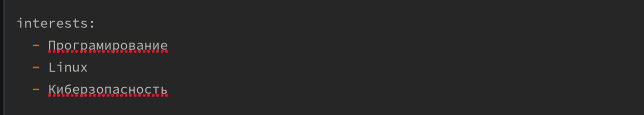 interests:
- Програмирование
- Linux
- Киберзопасность